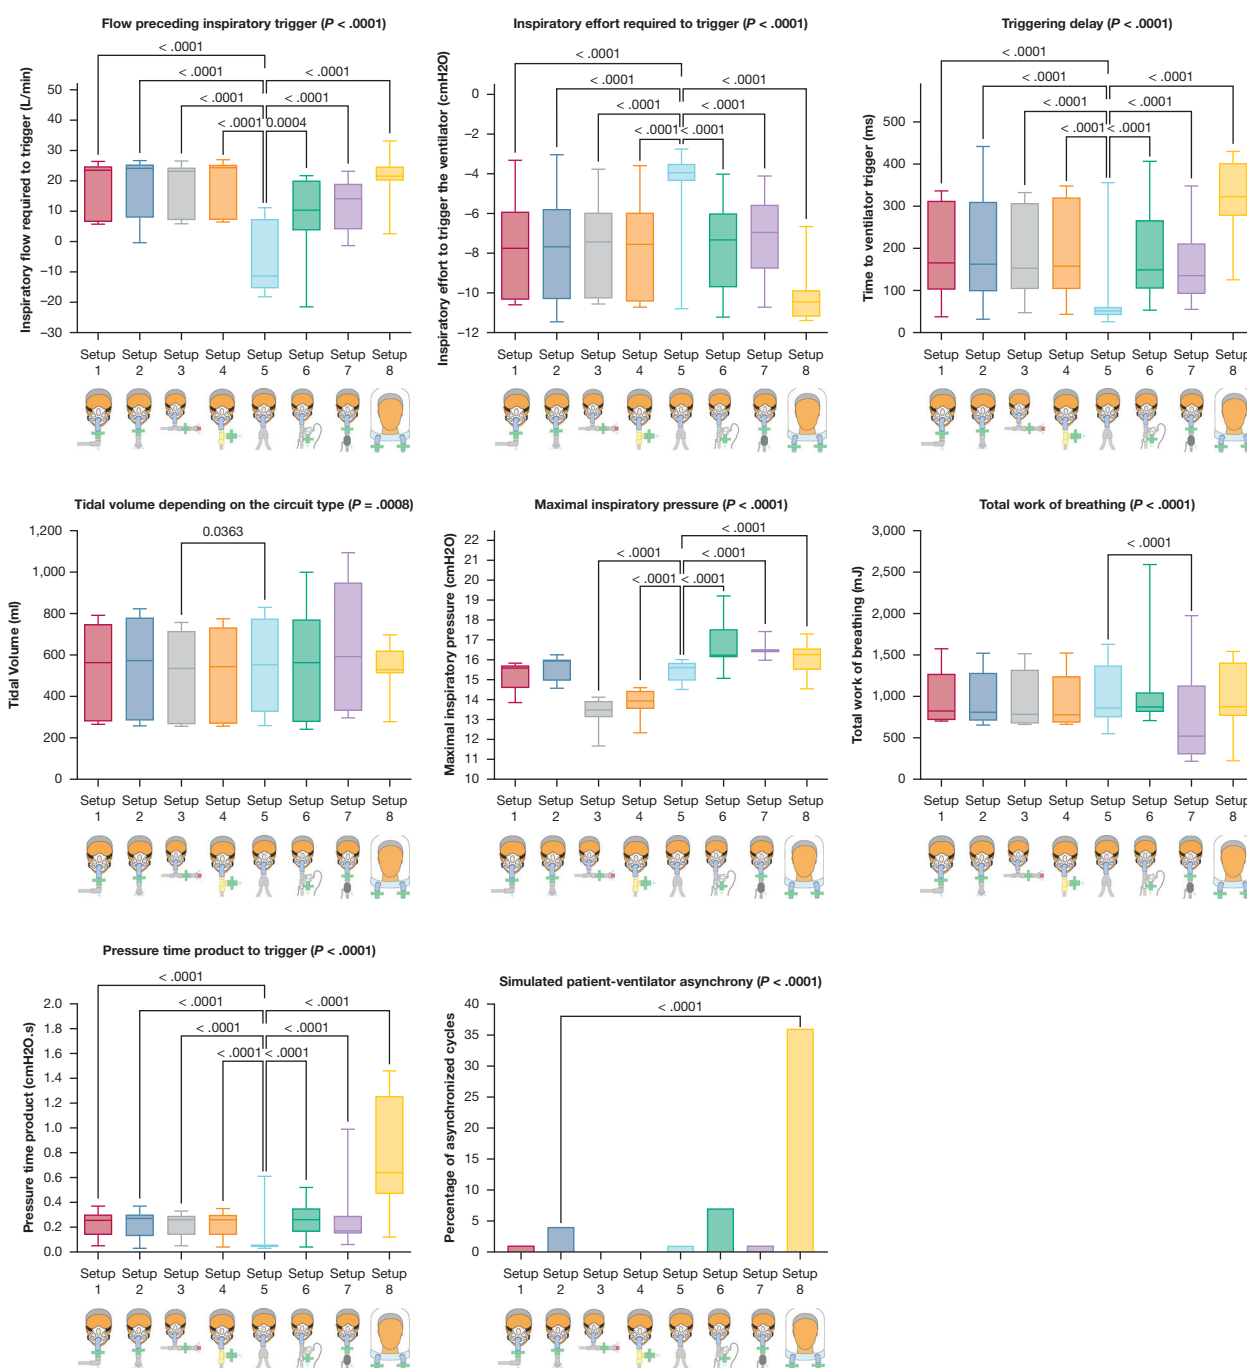 Flow preceding inspiratory trigger (P < .0001)
Inspiratory flow required to trigger (L/min)
< .0001
< .0001 < .0001
< .0001 < .0001
< .0001 0.0004
50
40
30
20
10
0
–10
–20
–30
Setup 1 Setup 2 Setup 3 Setup 4 Setup 5 Setup 6 Setup 7 Setup 8
Inspiratory effort required to trigger (P < .0001)
Inspiratory effort to trigger the ventilator (cmH2O)
< .0001
< .0001 < .0001
< .0001 < .0001
< .0001 < .0001
0
–2
–4
–6
–8
–10
–12
Setup 1 Setup 2 Setup 3 Setup 4 Setup 5 Setup 6 Setup 7 Setup 8
Triggering delay (P < .0001)
Time to ventilator trigger (ms)
< .0001
< .0001 < .0001
< .0001 < .0001
< .0001 < .0001
500
400
300
200
100
0
Setup 1 Setup 2 Setup 3 Setup 4 Setup 5 Setup 6 Setup 7 Setup 8
Tidal volume depending on the circuit type (P = .0008)
Tidal Volume (ml)
0.0363
1,200
1,000
800
600
400
200
0
Setup 1 Setup 2 Setup 3 Setup 4 Setup 5 Setup 6 Setup 7 Setup 8
Maximal inspiratory pressure (P < .0001)
Maximal inspiratory pressure (cmH2O)
< .0001
< .0001 < .0001
< .0001 < .0001
22
21
20
19
18
17
16
15
14
13
12
11
10
Setup 1 Setup 2 Setup 3 Setup 4 Setup 5 Setup 6 Setup 7 Setup 8
Total work of breathing (P < .0001)
Total work of breathing (mJ)
< .0001
3,000
2,500
2,000
1,500
1,000
500
0
Setup 1 Setup 2 Setup 3 Setup 4 Setup 5 Setup 6 Setup 7 Setup 8
Pressure time product to trigger (P < .0001)
Pressure time product (cmH2O.s)
< .0001
< .0001 < .0001
< .0001 < .0001
< .0001 < .0001
2.0
1.8
1.6
1.4
1.2
1.0
0.8
0.6
0.4
0.2
0.0
Setup 1 Setup 2 Setup 3 Setup 4 Setup 5 Setup 6 Setup 7 Setup 8
Simulated patient-ventilator asynchrony (P < .0001)
Percentage of asynchronized cycles
< .0001
40
35
30
25
20
15
10
5
0
Setup 1 Setup 2 Setup 3 Setup 4 Setup 5 Setup 6 Setup 7 Setup 8